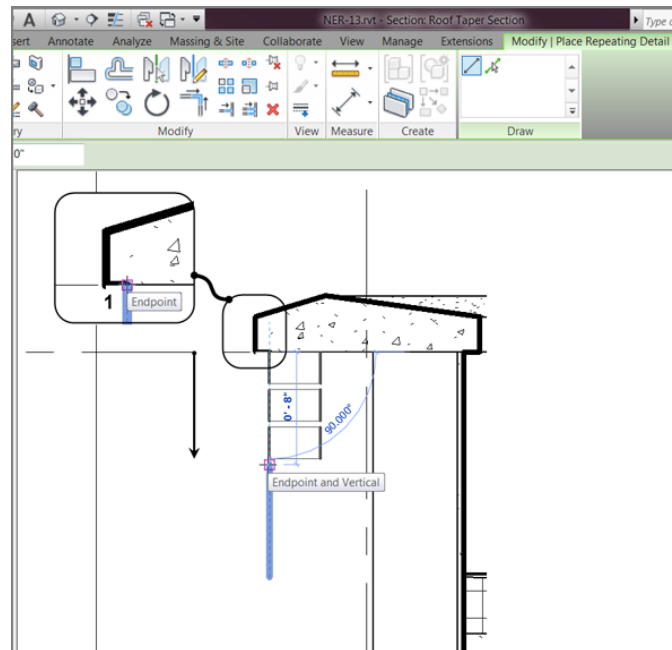 A NER-13.rvt - Section: Roof Taper Section Type c
sert Annotate Analyze Massing & Site Collaborate View Manage Extensions Modify | Place Repeating Detail
ry Modify View Measure Create Draw
0"
1 Endpoint
0' - 8"
90.000°
Endpoint and Vertical